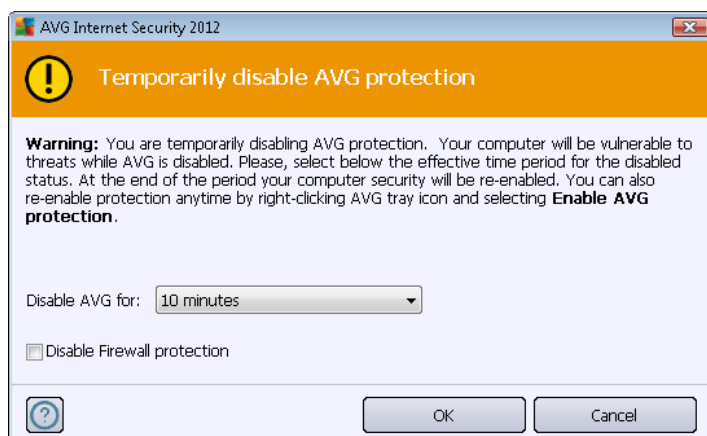 AVG Internet Security 2012
Temporarily disable AVG protection
Warning: You are temporarily disabling AVG protection. Your computer will be vulnerable to
threats while AVG is disabled. Please, select below the effective time period for the disabled
status. At the end of the period your computer security will be re-enabled. You can also
re-enable protection anytime by right-clicking AVG tray icon and selecting Enable AVG
protection.
Disable AVG for: 10 minutes
Disable Firewall protection
? OK Cancel